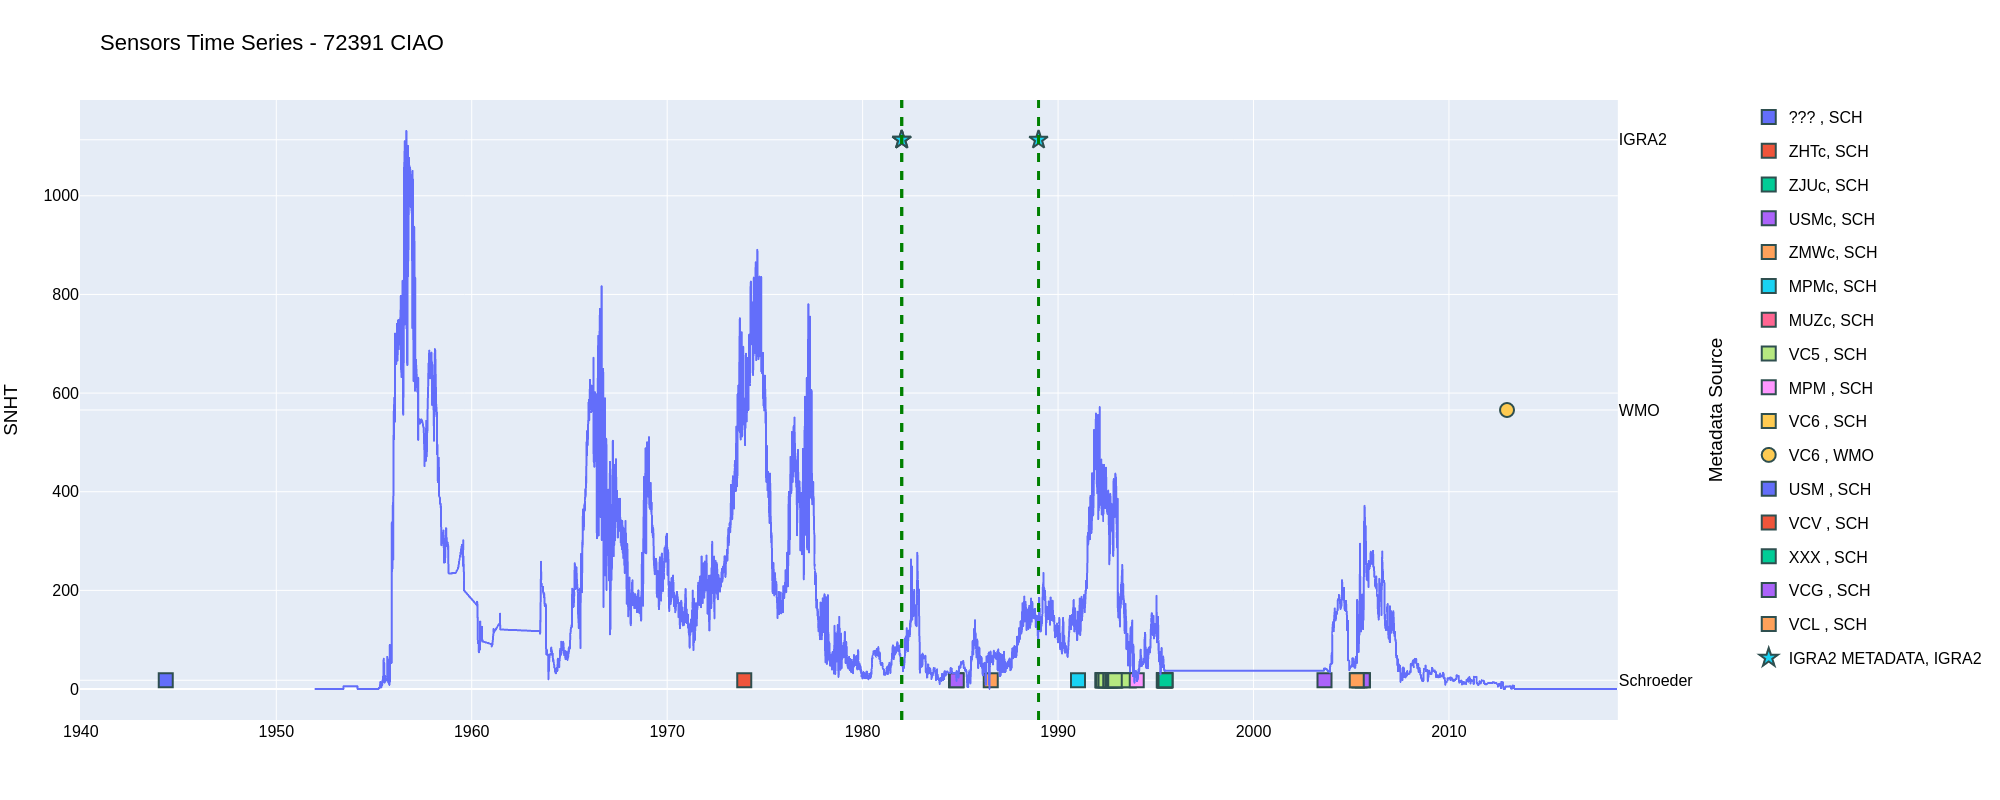 Sensors Time Series - 72391 CIAO
SNHT
1000
800
600
400
200
0
1940
1950
1960
1970
1980
1990
2000
2010
IGRA2
WMO
Schroeder
Metadata Source
??? , SCH
ZHTc, SCH
ZJUc, SCH
USMc, SCH
ZMWc, SCH
MPMc, SCH
MUZc, SCH
VC5 , SCH
MPM , SCH
VC6 , SCH
VC6 , WMO
USM , SCH
VCV , SCH
XXX , SCH
VCG , SCH
VCL , SCH
IGRA2 METADATA, IGRA2